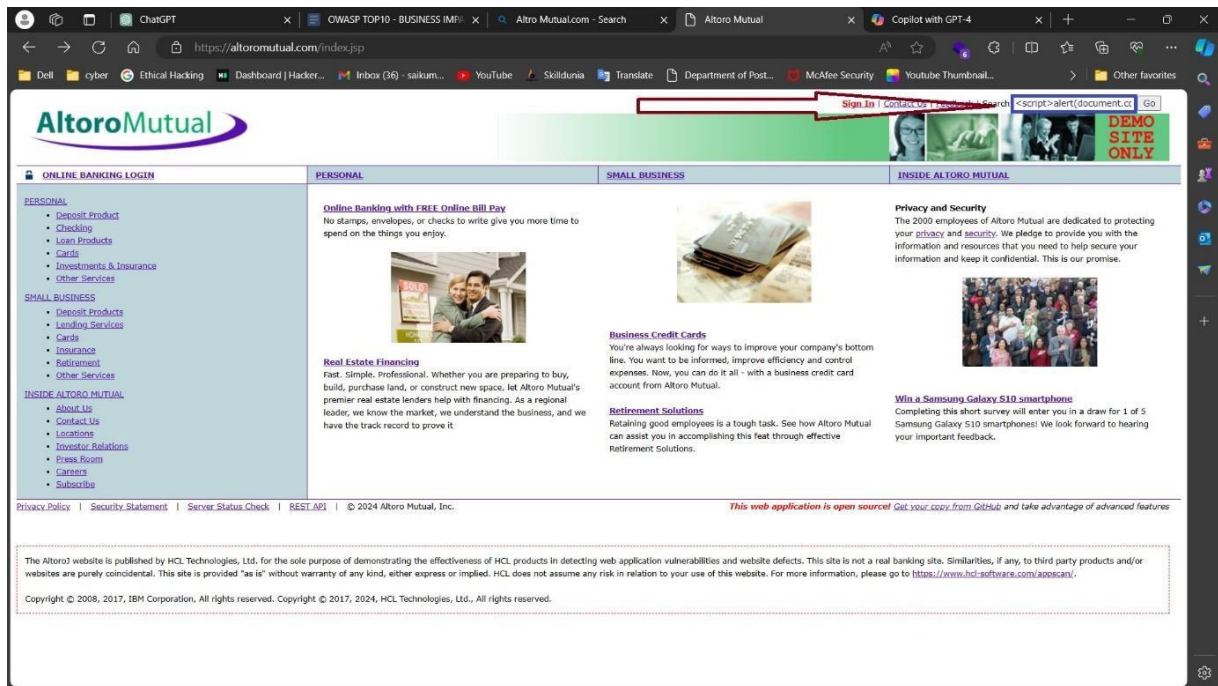 ChatGPT
OWASP TOP10 - BUSINESS IMPA
Altro Mutual.com - Search
Altoro Mutual
Copilot with GPT-4
https://altoromutual.com/index.jsp
6
Dell
cyber
Ethical Hacking
Dashboard | Hacker...
Inbox (36) - saikum...
YouTube
Skilldunia
Translate
Department of Post...
McAfee Security
Youtube Thumbnail...
Other favorites
Sign In | Contact Us | Feedback | Search <script>alert(document.cc Go
AltoroMutual
DEMO
SITE
ONLY
ONLINE BANKING LOGIN
PERSONAL
SMALL BUSINESS
INSIDE ALTORO MUTUAL
PERSONAL
Deposit Product
Checking
Loan Products
Cards
Investments & Insurance
Other Services
SMALL BUSINESS
Deposit Products
Lending Services
Cards
Insurance
Retirement
Other Services
INSIDE ALTORO MUTUAL
About Us
Contact Us
Locations
Investor Relations
Press Room
Careers
Subscribe
Online Banking with FREE Online Bill Pay
No stamps, envelopes, or checks to write give you more time to
spend on the things you enjoy.
SOLD
Real Estate Financing
Fast. Simple. Professional. Whether you are preparing to buy,
build, purchase land, or construct new space, let Altoro Mutual's
premier real estate lenders help with financing. As a regional
leader, we know the market, we understand the business, and we
have the track record to prove it
Business Credit Cards
You're always looking for ways to improve your company's bottom
line. You want to be informed, improve efficiency and control
expenses. Now, you can do it all - with a business credit card
account from Altoro Mutual.
Retirement Solutions
Retaining good employees is a tough task. See how Altoro Mutual
can assist you in accomplishing this feat through effective
Retirement Solutions.
Privacy and Security
The 2000 employees of Altoro Mutual are dedicated to protecting
your privacy and security. We pledge to provide you with the
information and resources that you need to help secure your
information and keep it confidential. This is our promise.
Win a Samsung Galaxy S10 smartphone
Completing this short survey will enter you in a draw for 1 of 5
Samsung Galaxy S10 smartphones! We look forward to hearing
your important feedback.
Privacy Policy | Security Statement | Server Status Check | REST API | © 2024 Altoro Mutual, Inc.
This web application is open source! Get your copy from GitHub and take advantage of advanced features
The AltoroJ website is published by HCL Technologies, Ltd. for the sole purpose of demonstrating the effectiveness of HCL products in detecting web application vulnerabilities and website defects. This site is not a real banking site. Similarities, if any, to third party products and/or
websites are purely coincidental. This site is provided "as is" without warranty of any kind, either express or implied. HCL does not assume any risk in relation to your use of this website. For more information, please go to https://www.hcl-software.com/appscan/.
Copyright © 2008, 2017, IBM Corporation, All rights reserved. Copyright © 2017, 2024, HCL Technologies, Ltd., All rights reserved.